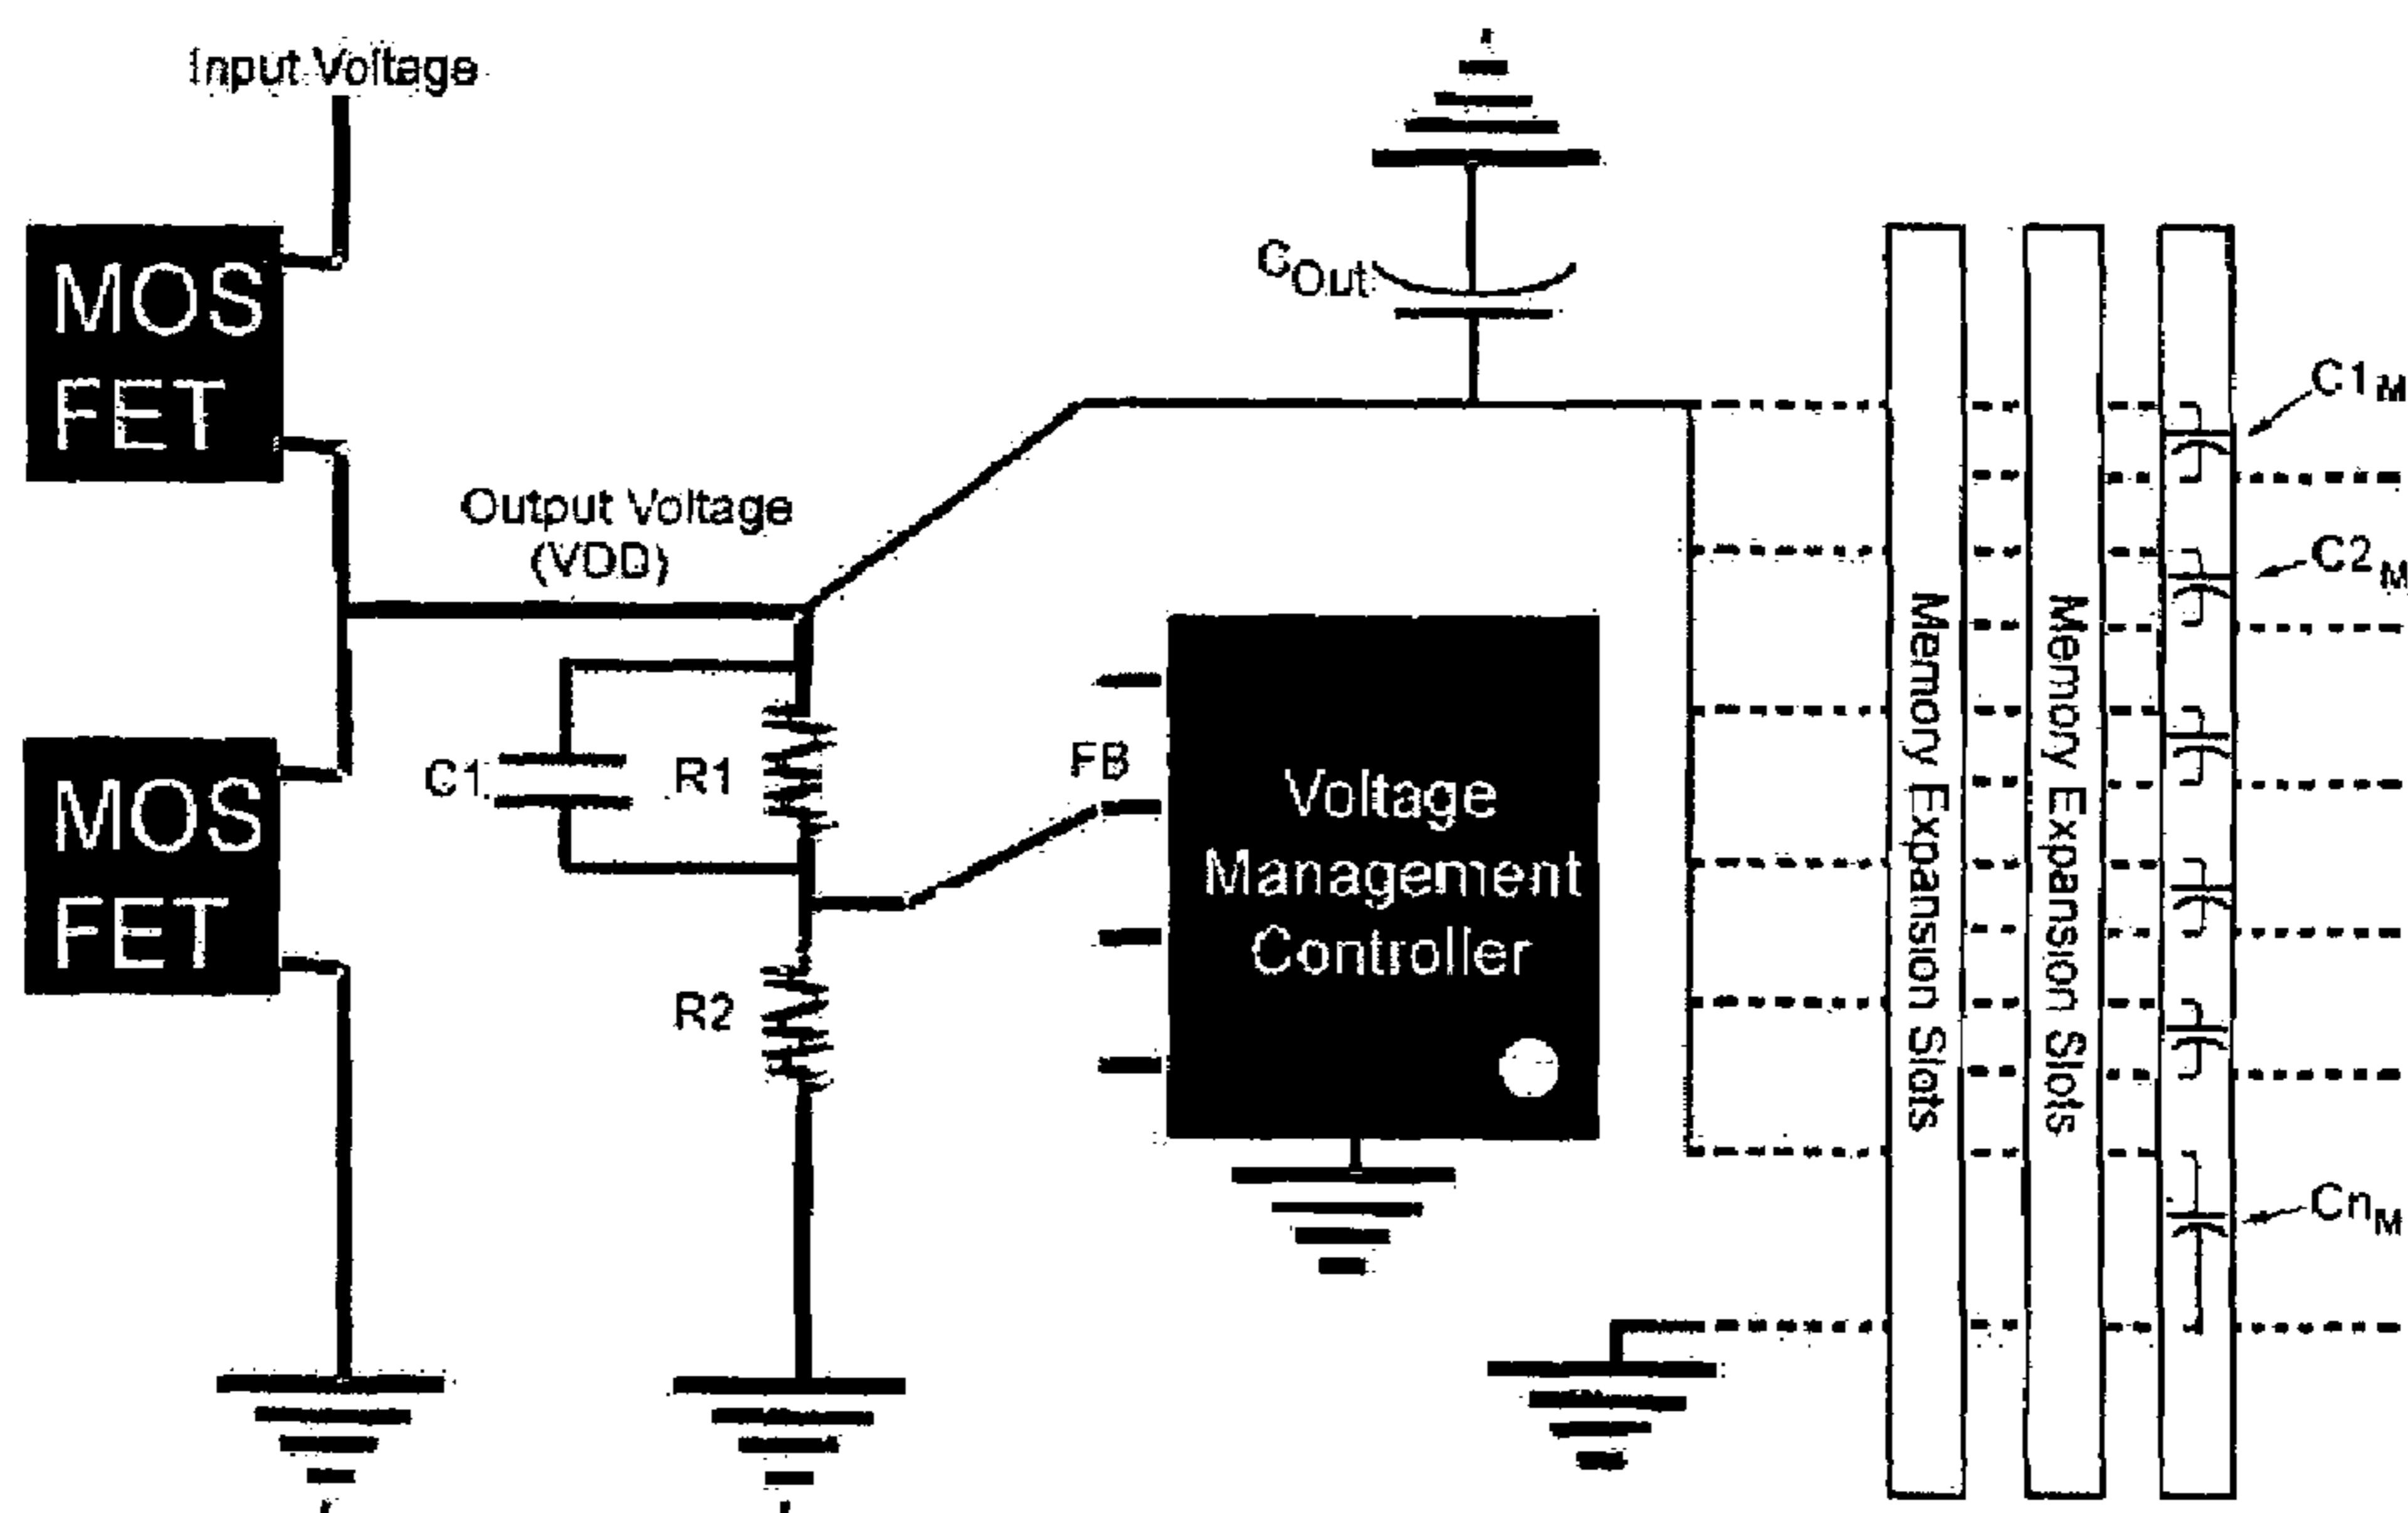 Input Voltage
MOS
FET
Output Voltage
(VDD)
C1
R1
R2
MOS
FET
COut
FB
Voltage
Management
Controller
Memory Expansion Slots
Memory Expansion Slots
C1M
C2M
CnM